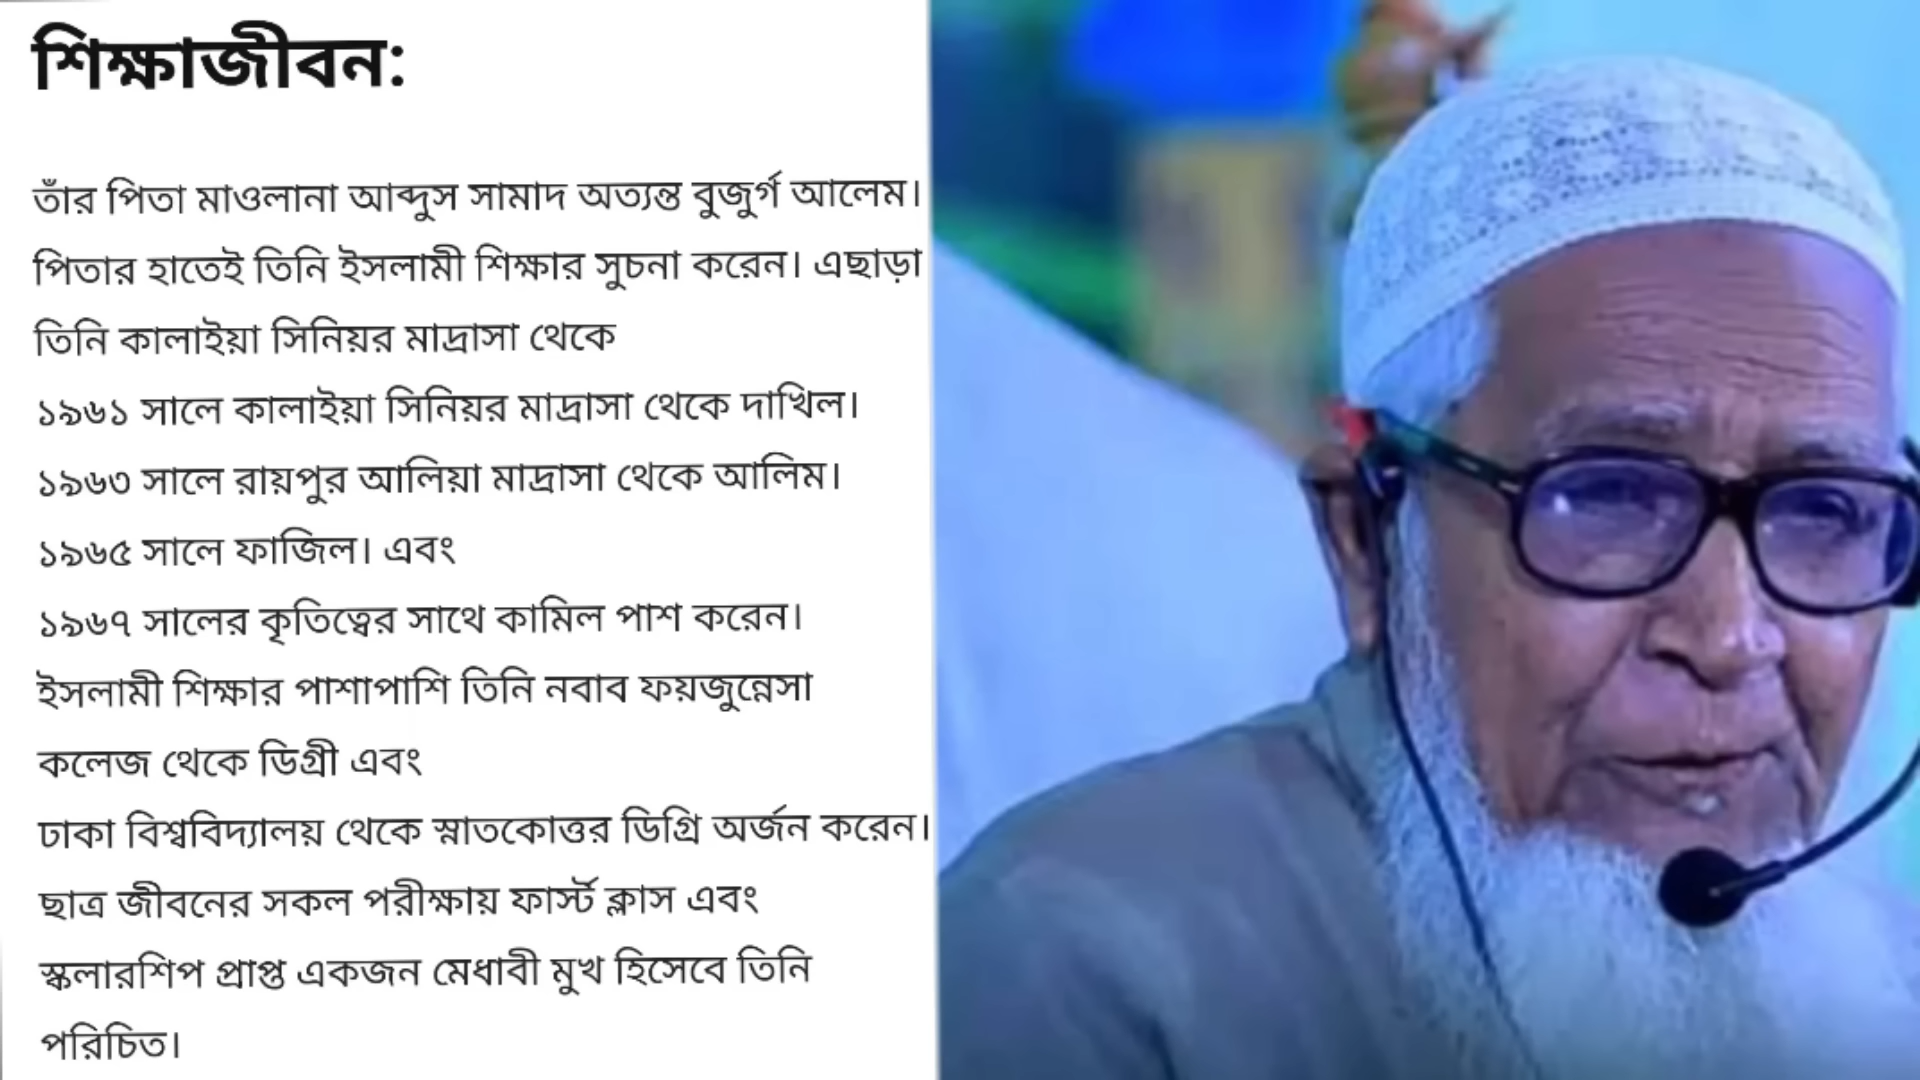 শিক্ষাজীবন:
তাঁর পিতা মাওলানা আব্দুস সামাদ অত্যন্ত বুজুর্গ আলেম।
পিতার হাতেই তিনি ইসলামী শিক্ষার সুচনা করেন। এছাড়া
তিনি কালাইয়া সিনিয়র মাদ্রাসা থেকে
১৯৬১ সালে কালাইয়া সিনিয়র মাদ্রাসা থেকে দাখিল।
১৯৬৩ সালে রায়পুর আলিয়া মাদ্রাসা থেকে আলিম।
১৯৬৫ সালে ফাজিল। এবং
১৯৬৭ সালের কৃতিত্বের সাথে কামিল পাশ করেন।
ইসলামী শিক্ষার পাশাপাশি তিনি নবাব ফয়জুন্নেসা
কলেজ থেকে ডিগ্রী এবং
ঢাকা বিশ্ববিদ্যালয় থেকে স্নাতকোত্তর ডিগ্রি অর্জন করেন।
ছাত্র জীবনের সকল পরীক্ষায় ফার্স্ট ক্লাস এবং
স্কলারশিপ প্রাপ্ত একজন মেধাবী মুখ হিসেবে তিনি
পরিচিত।